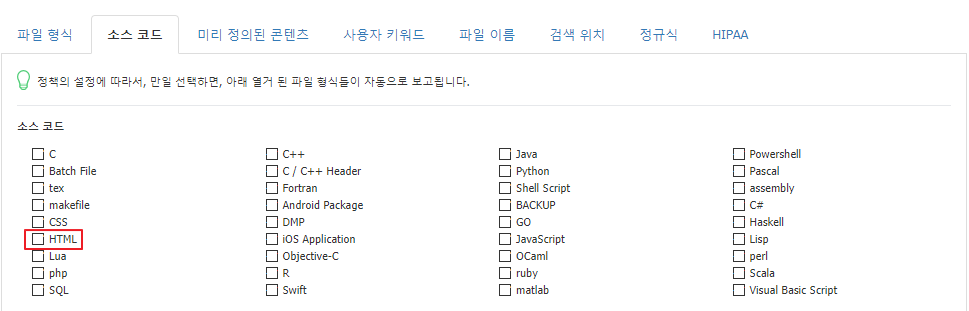 파일 형식 소스 코드 미리 정의된 콘텐츠 사용자 키워드 파일 이름 검색 위치 정규식 HIPAA
정책의 설정에 따라서, 만일 선택하면, 아래 열거 된 파일 형식들이 자동으로 보고됩니다.
소스 코드
C C++ Java Powershell
Batch File C / C++ Header Python Pascal
tex Fortran Shell Script assembly
makefile Android Package BACKUP C#
CSS DMP GO Haskell
HTML iOS Application JavaScript Lisp
Lua Objective-C OCaml perl
php R ruby Scala
SQL Swift matlab Visual Basic Script